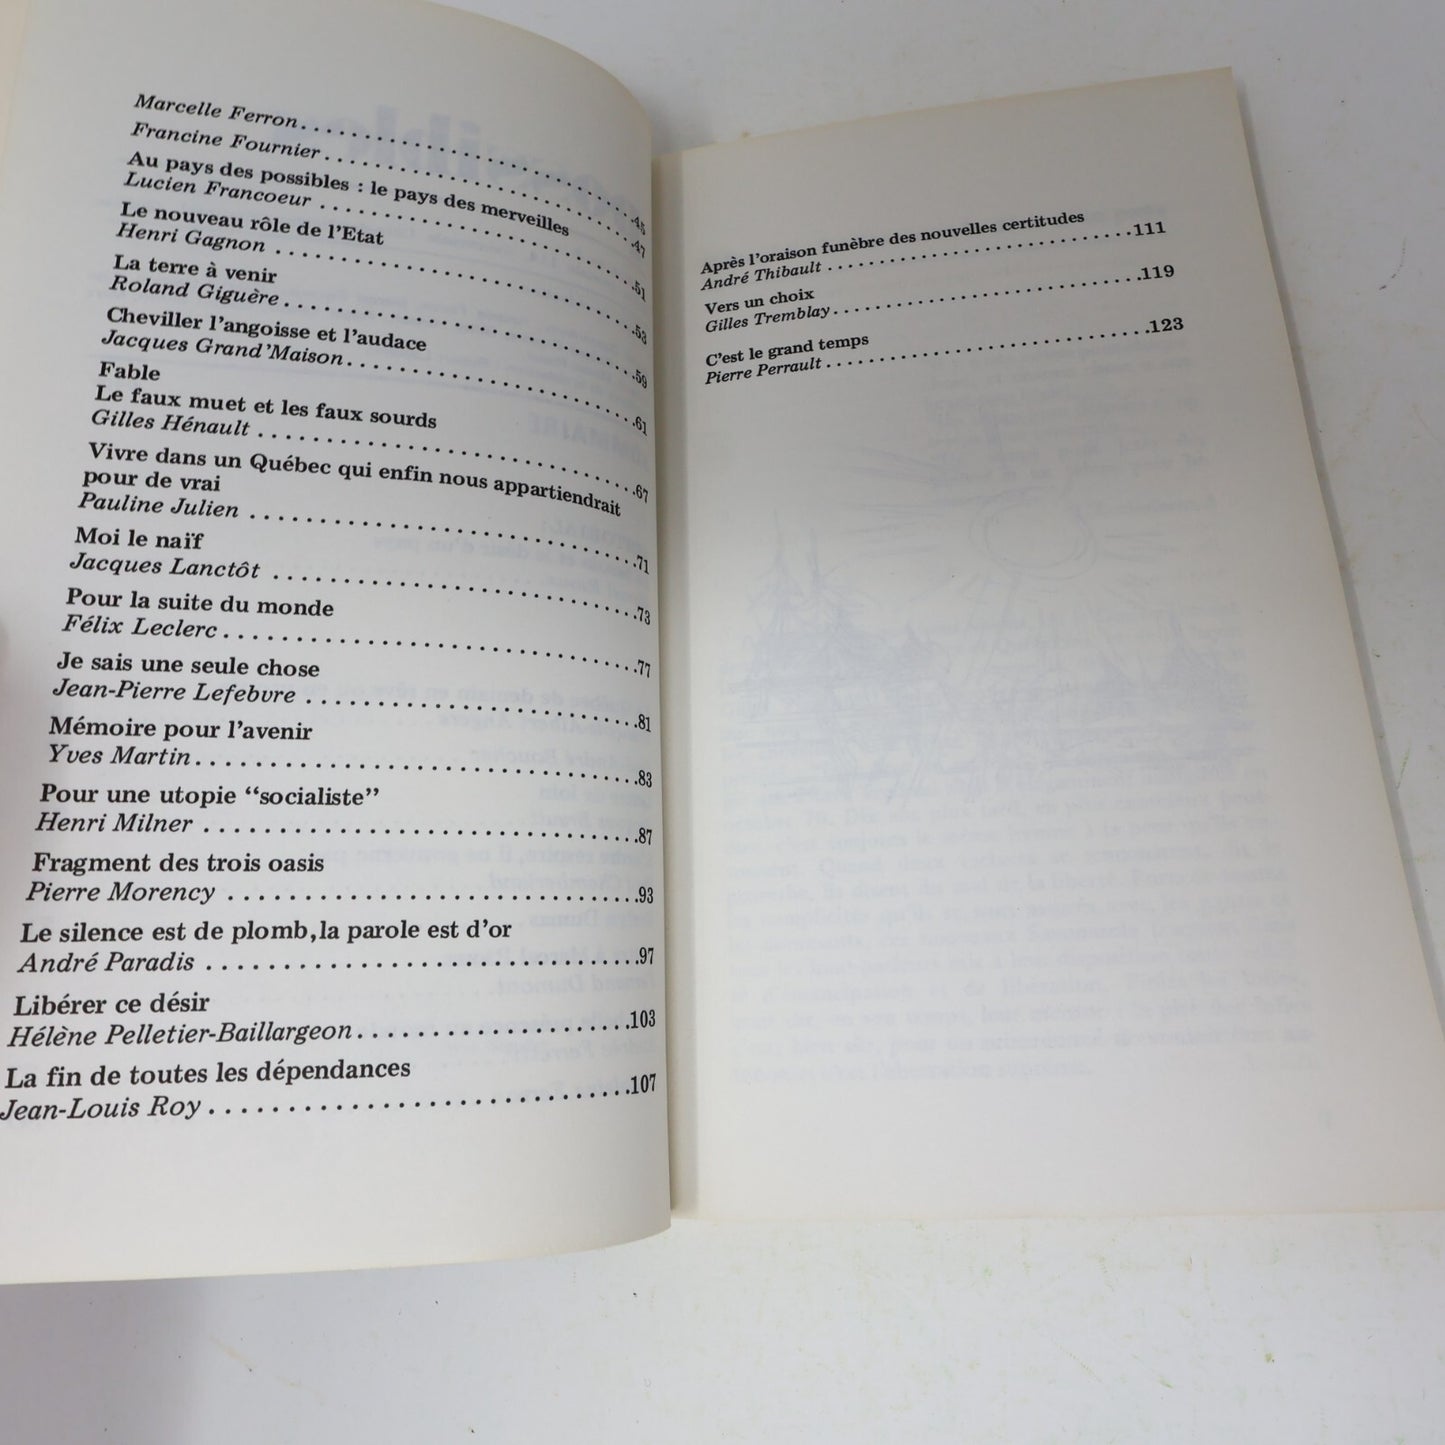 Marcelle Ferron. . . . . . . . . . . . . . . . . . . . . . .45
Francine Fournier . . . . . . . . . . . . . . . . . . . . . .47
Au pays des possibles : le pays des merveilles
Lucien Francoeur . . . . . . . . . . . . . . . . . . . . . .51
Le nouveau rôle de l'Etat
Henri Gagnon . . . . . . . . . . . . . . . . . . . . . . . .53
La terre à venir
Roland Giguère . . . . . . . . . . . . . . . . . . . . . . .59
Cheviller l'angoisse et l'audace
Jacques Grand'Maison. . . . . . . . . . . . . . . . . . . .61
Fable
Le faux muet et les faux sourds
Gilles Hénault . . . . . . . . . . . . . . . . . . . . . . .67
Vivre dans un Québec qui enfin nous appartiendrait
pour de vrai
Pauline Julien . . . . . . . . . . . . . . . . . . . . . . .71
Moi le naïf
Jacques Lanctôt . . . . . . . . . . . . . . . . . . . . . .73
Pour la suite du monde
Félix Leclerc . . . . . . . . . . . . . . . . . . . . . . . .77
Je sais une seule chose
Jean-Pierre Lefebvre . . . . . . . . . . . . . . . . . . . .81
Mémoire pour l'avenir
Yves Martin. . . . . . . . . . . . . . . . . . . . . . . . .83
Pour une utopie “socialiste”
Henri Milner . . . . . . . . . . . . . . . . . . . . . . . .87
Fragment des trois oasis
Pierre Morency . . . . . . . . . . . . . . . . . . . . . . .93
Le silence est de plomb,la parole est d'or
André Paradis . . . . . . . . . . . . . . . . . . . . . . .97
Libérer ce désir
Hélène Pelletier-Baillargeon. . . . . . . . . . . . . . . .103
La fin de toutes les dépendances
Jean-Louis Roy . . . . . . . . . . . . . . . . . . . . . .107
Après l'oraison funèbre des nouvelles certitudes
André Thibault . . . . . . . . . . . . . . . . . . . . . .111
Vers un choix
Gilles Tremblay. . . . . . . . . . . . . . . . . . . . . .119
C'est le grand temps
Pierre Perrault . . . . . . . . . . . . . . . . . . . . . .123